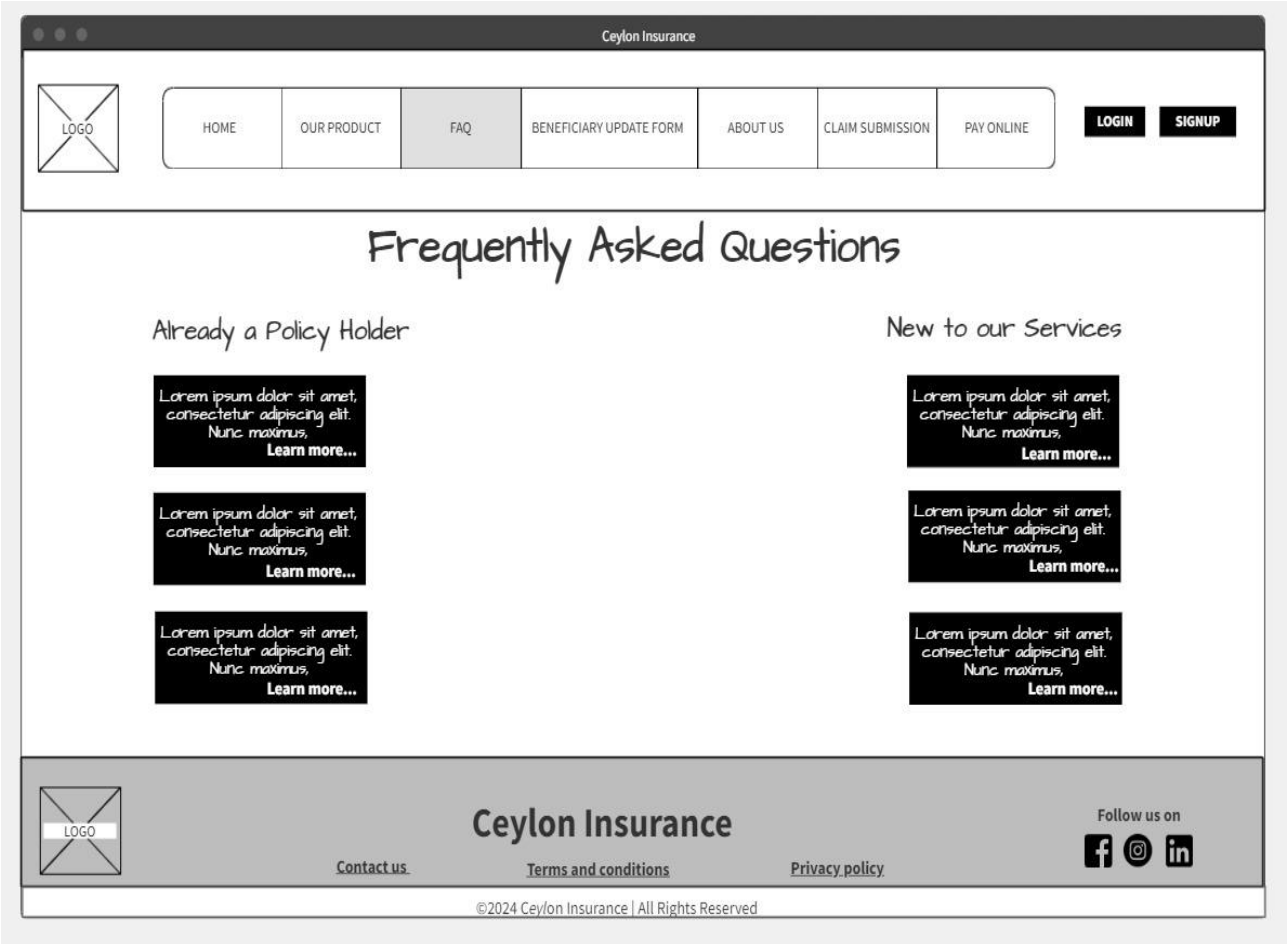 Ceylon Insurance
LOGO
HOME
OUR PRODUCT
FAQ
BENEFICIARY UPDATE FORM
ABOUT US
CLAIM SUBMISSION
PAY ONLINE
LOGIN
SIGNUP
Frequently Asked Questions
Already a Policy Holder
Lorem ipsum dolor sit amet,
consectetur adipiscing elit.
Nunc maximus,
Learn more...
Lorem ipsum dolor sit amet,
consectetur adipiscing elit.
Nunc maximus,
Learn more...
Lorem ipsum dolor sit amet,
consectetur adipiscing elit.
Nunc maximus,
Learn more...
New to our Services
Lorem ipsum dolor sit amet,
consectetur adipiscing elit.
Nunc maximus,
Learn more...
Lorem ipsum dolor sit amet,
consectetur adipiscing elit.
Nunc maximus,
Learn more...
Lorem ipsum dolor sit amet,
consectetur adipiscing elit.
Nunc maximus,
Learn more...
LOGO
Ceylon Insurance
Contact us
Terms and conditions
Privacy policy
Follow us on
©2024 Ceylon Insurance | All Rights Reserved